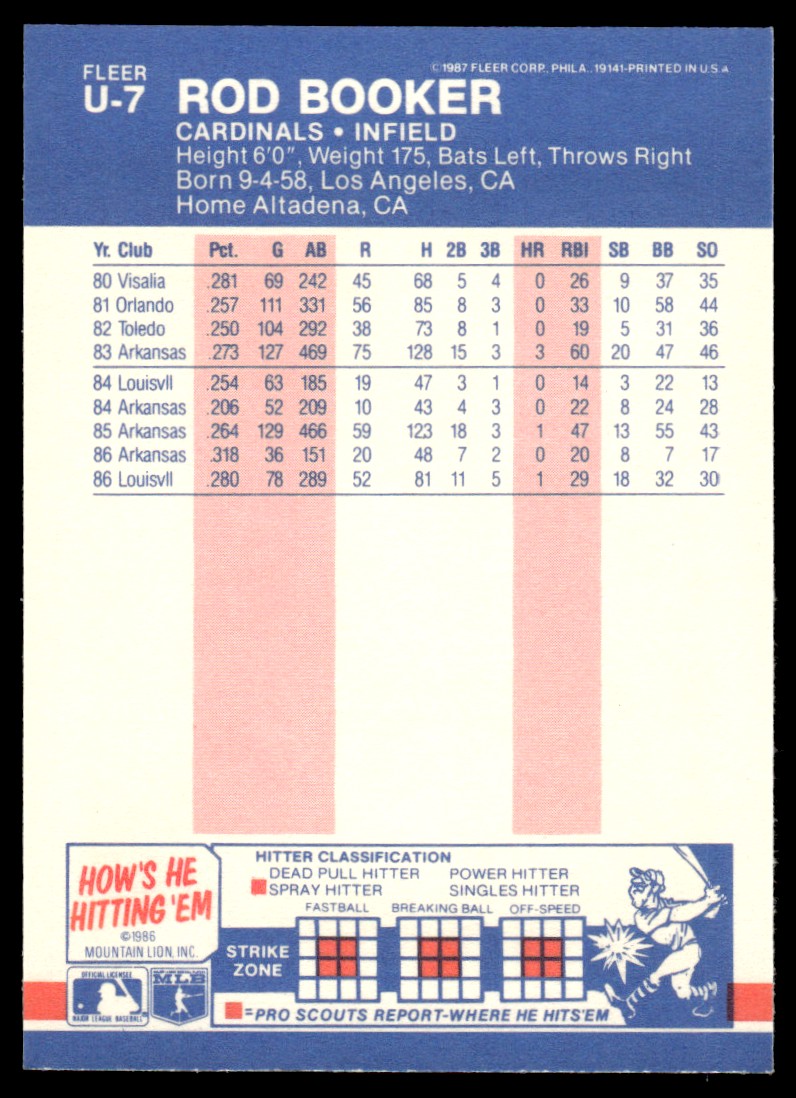 FLEER
U-7
ROD BOOKER
©1987 FLEER CORP., PHILA., 19141-PRINTED IN U.S.A.
CARDINALS • INFIELD
Height 6'0", Weight 175, Bats Left, Throws Right
Born 9-4-58, Los Angeles, CA
Home Altadena, CA
Yr. Club Pct. G AB R H 2B 3B HR RBI SB BB SO
80 Visalia .281 69 242 45 68 5 4 0 26 9 37 35
81 Orlando .257 111 331 56 85 8 3 0 33 10 58 44
82 Toledo .250 104 292 38 73 8 1 0 19 5 31 36
83 Arkansas .273 127 469 75 128 15 3 3 60 20 47 46
84 Louisvll .254 63 185 19 47 3 1 0 14 3 22 13
84 Arkansas .206 52 209 10 43 4 3 0 22 8 24 28
85 Arkansas .264 129 466 59 123 18 3 1 47 13 55 43
86 Arkansas .318 36 151 20 48 7 2 0 20 8 7 17
86 Louisvll .280 78 289 52 81 11 5 1 29 18 32 30
HOW'S HE
HITTING 'EM
©1986
MOUNTAIN LION, INC.
HITTER CLASSIFICATION
DEAD PULL HITTER POWER HITTER
SPRAY HITTER SINGLES HITTER
FASTBALL BREAKING BALL OFF-SPEED
STRIKE
ZONE
=PRO SCOUTS REPORT-WHERE HE HITS'EM
OFFICIAL LICENSEE
MAJOR LEAGUE BASEBALL
MLB